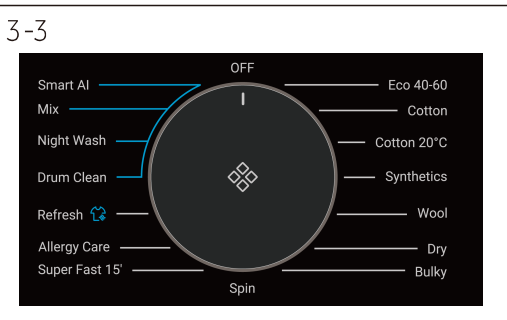 3-3
OFF
Smart AI
Mix
Night Wash
Drum Clean
Refresh
Allergy Care
Super Fast 15'
Spin
Eco 40-60
Cotton
Cotton 20°C
Synthetics
Wool
Dry
Bulky